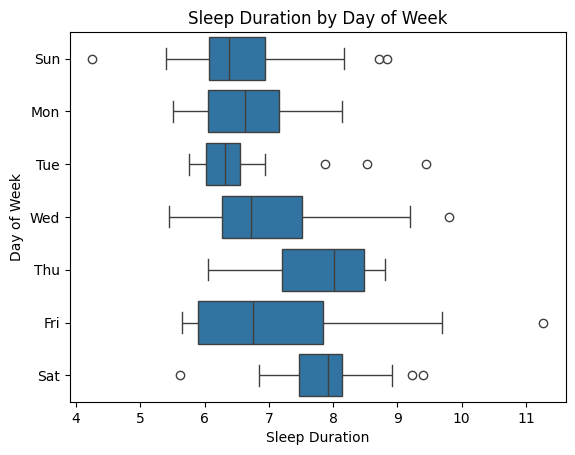 Sleep Duration by Day of Week
Day of Week
Sun
Mon
Tue
Wed
Thu
Fri
Sat
4 5 6 7 8 9 10 11
Sleep Duration